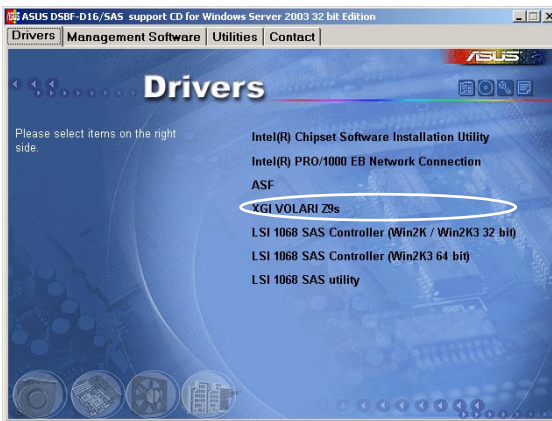 ASUS DSBF-D16/SAS support CD for Windows Server 2003 32 bit Edition
Drivers Management Software Utilities Contact
ASUS
Drivers
Please select items on the right
side.
Intel(R) Chipset Software Installation Utility
Intel(R) PRO/1000 EB Network Connection
ASF
XGI VOLARI Z9s
LSI 1068 SAS Controller (Win2K / Win2K3 32 bit)
LSI 1068 SAS Controller (Win2K3 64 bit)
LSI 1068 SAS utility